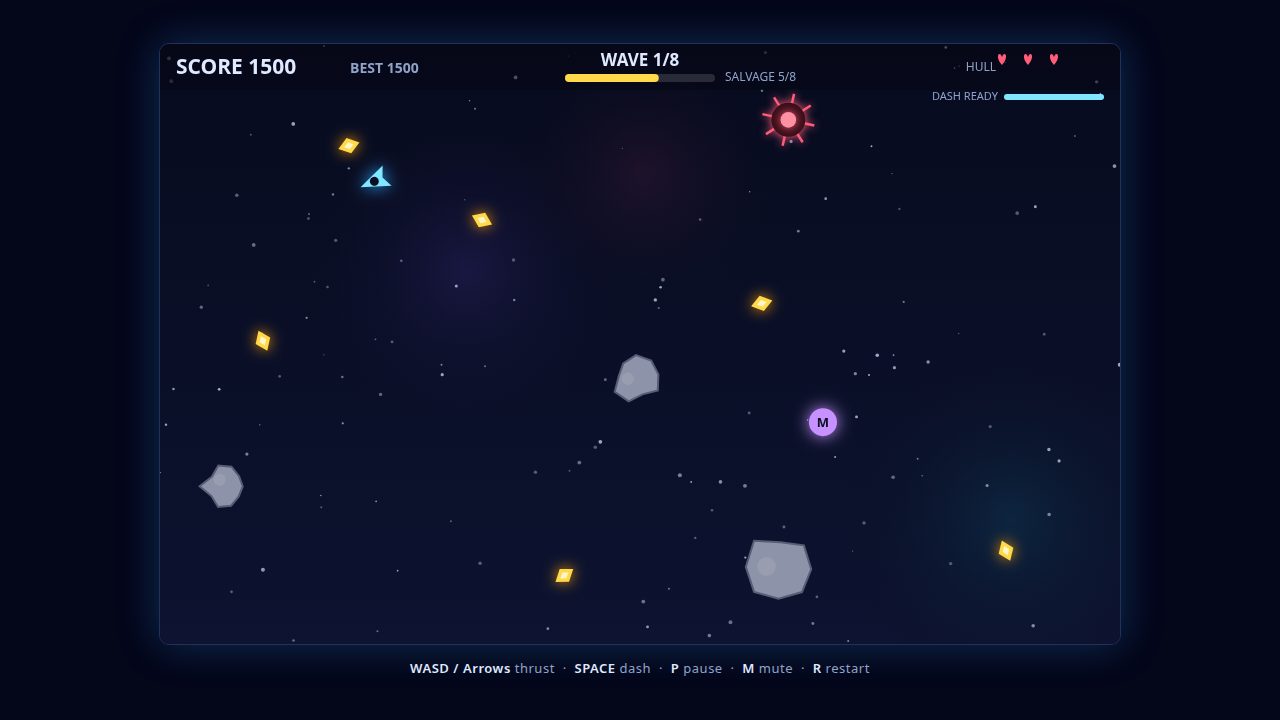 SCORE 1500
BEST 1500
WAVE 1/8
SALVAGE 5/8
HULL
DASH READY
M
WASD / Arrows thrust · SPACE dash · P pause · M mute · R restart